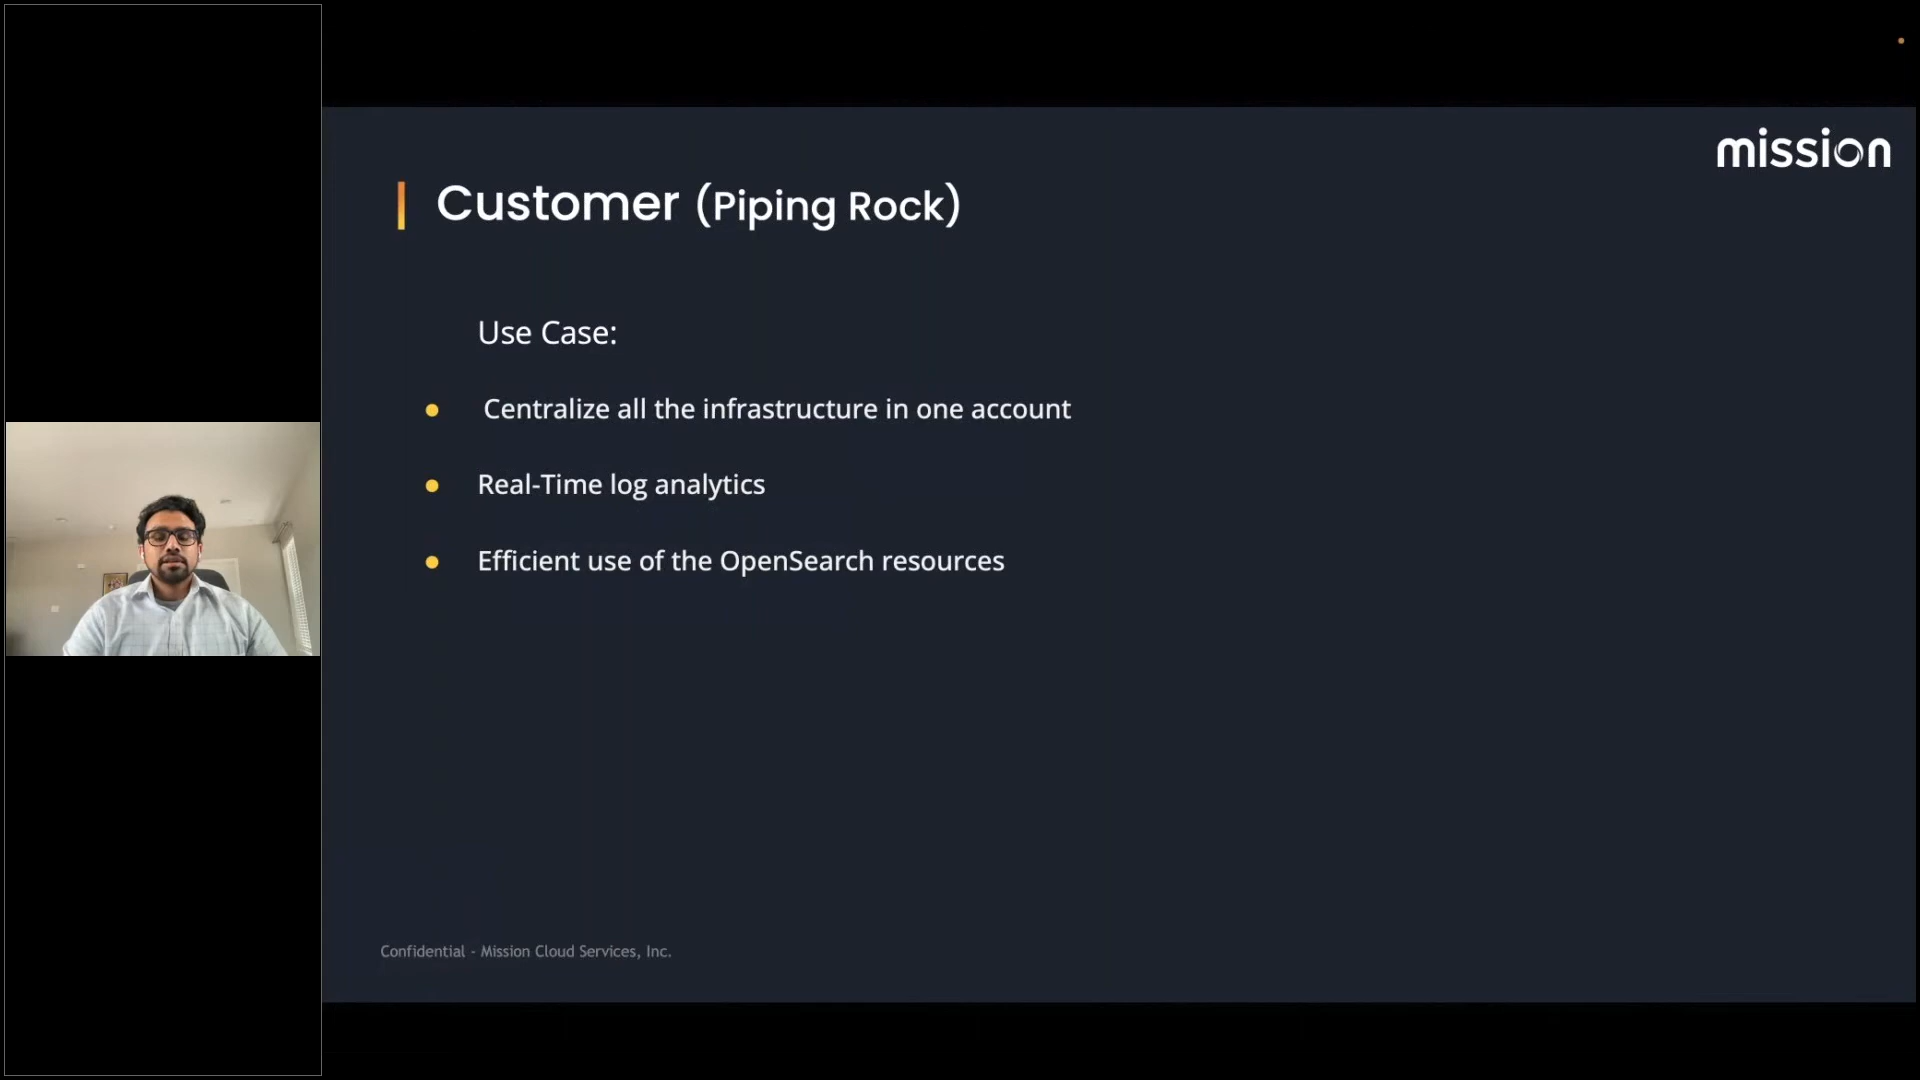 mission
Customer (Piping Rock)
Use Case:
Centralize all the infrastructure in one account
Real-Time log analytics
Efficient use of the OpenSearch resources
Confidential - Mission Cloud Services, Inc.